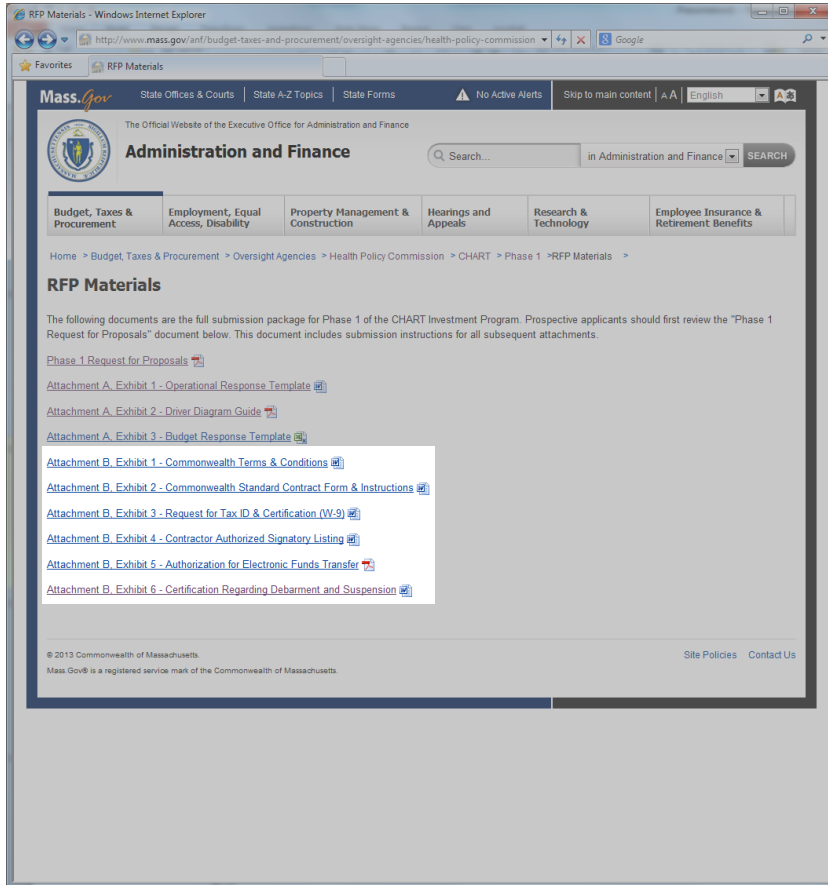 RFP Materials - Windows Internet Explorer
http://www.mass.gov/anf/budget-taxes-and-procurement/oversight-agencies/health-policy-commission
Google
Favorites
RFP Materials
Mass.Gov
State Offices & Courts
State A-Z Topics
State Forms
No Active Alerts
Skip to main content
A A
English
The Official Website of the Executive Office for Administration and Finance
Administration and Finance
Search...
in Administration and Finance
SEARCH
Budget, Taxes &
Procurement
Employment, Equal
Access, Disability
Property Management &
Construction
Hearings and
Appeals
Research &
Technology
Employee Insurance &
Retirement Benefits
Home > Budget, Taxes & Procurement > Oversight Agencies > Health Policy Commission > CHART > Phase 1 >RFP Materials >
RFP Materials
The following documents are the full submission package for Phase 1 of the CHART Investment Program. Prospective applicants should first review the "Phase 1
Request for Proposals" document below. This document includes submission instructions for all subsequent attachments.
Phase 1 Request for Proposals
Attachment A, Exhibit 1 - Operational Response Template
Attachment A, Exhibit 2 - Driver Diagram Guide
Attachment A, Exhibit 3 - Budget Response Template
Attachment B, Exhibit 1 - Commonwealth Terms & Conditions
Attachment B, Exhibit 2 - Commonwealth Standard Contract Form & Instructions
Attachment B, Exhibit 3 - Request for Tax ID & Certification (W-9)
Attachment B, Exhibit 4 - Contractor Authorized Signatory Listing
Attachment B, Exhibit 5 - Authorization for Electronic Funds Transfer
Attachment B, Exhibit 6 - Certification Regarding Debarment and Suspension
© 2013 Commonwealth of Massachusetts.
Mass.Gov® is a registered service mark of the Commonwealth of Massachusetts.
Site Policies
Contact Us